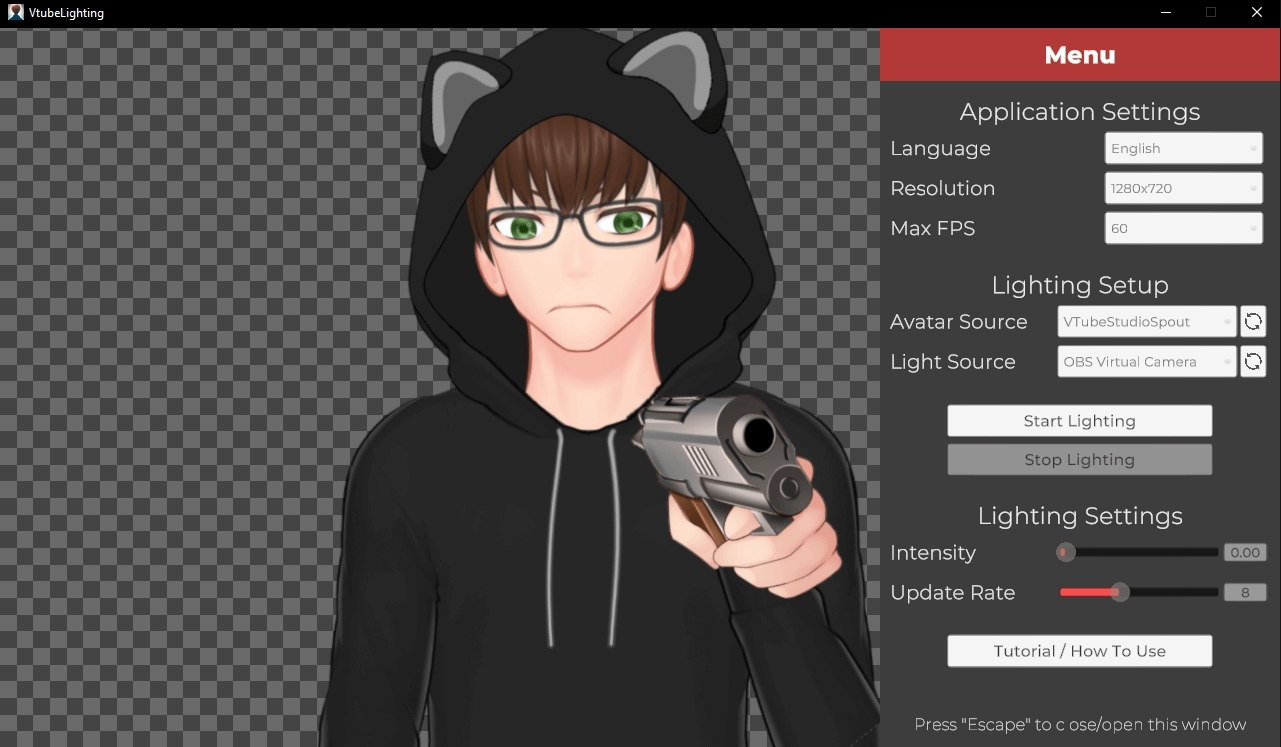 VtubeLighting
Menu
Application Settings
Language English
Resolution 1280x720
Max FPS 60
Lighting Setup
Avatar Source VTubeStudioSpout
Light Source OBS Virtual Camera
Start Lighting
Stop Lighting
Lighting Settings
Intensity 0.00
Update Rate 8
Tutorial / How To Use
Press "Escape" to c ose/open this window